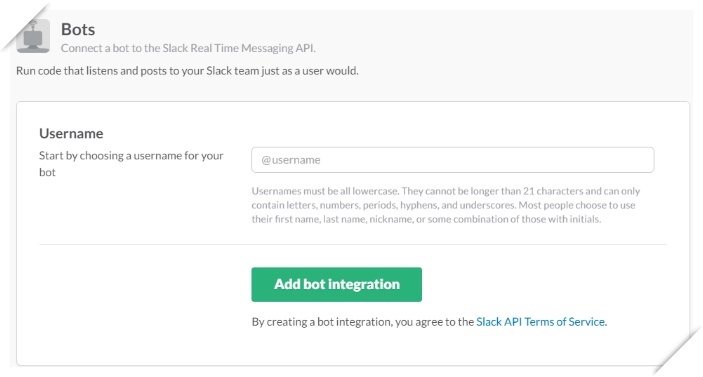 Bots
Connect a bot to the Slack Real Time Messaging API.
Run code that listens and posts to your Slack team just as a user would.
Username
Start by choosing a username for your
bot
@username
Usernames must be all lowercase. They cannot be longer than 21 characters and can only
contain letters, numbers, periods, hyphens, and underscores. Most people choose to use
their first name, last name, nickname, or some combination of those with initials.
Add bot integration
By creating a bot integration, you agree to the Slack API Terms of Service.